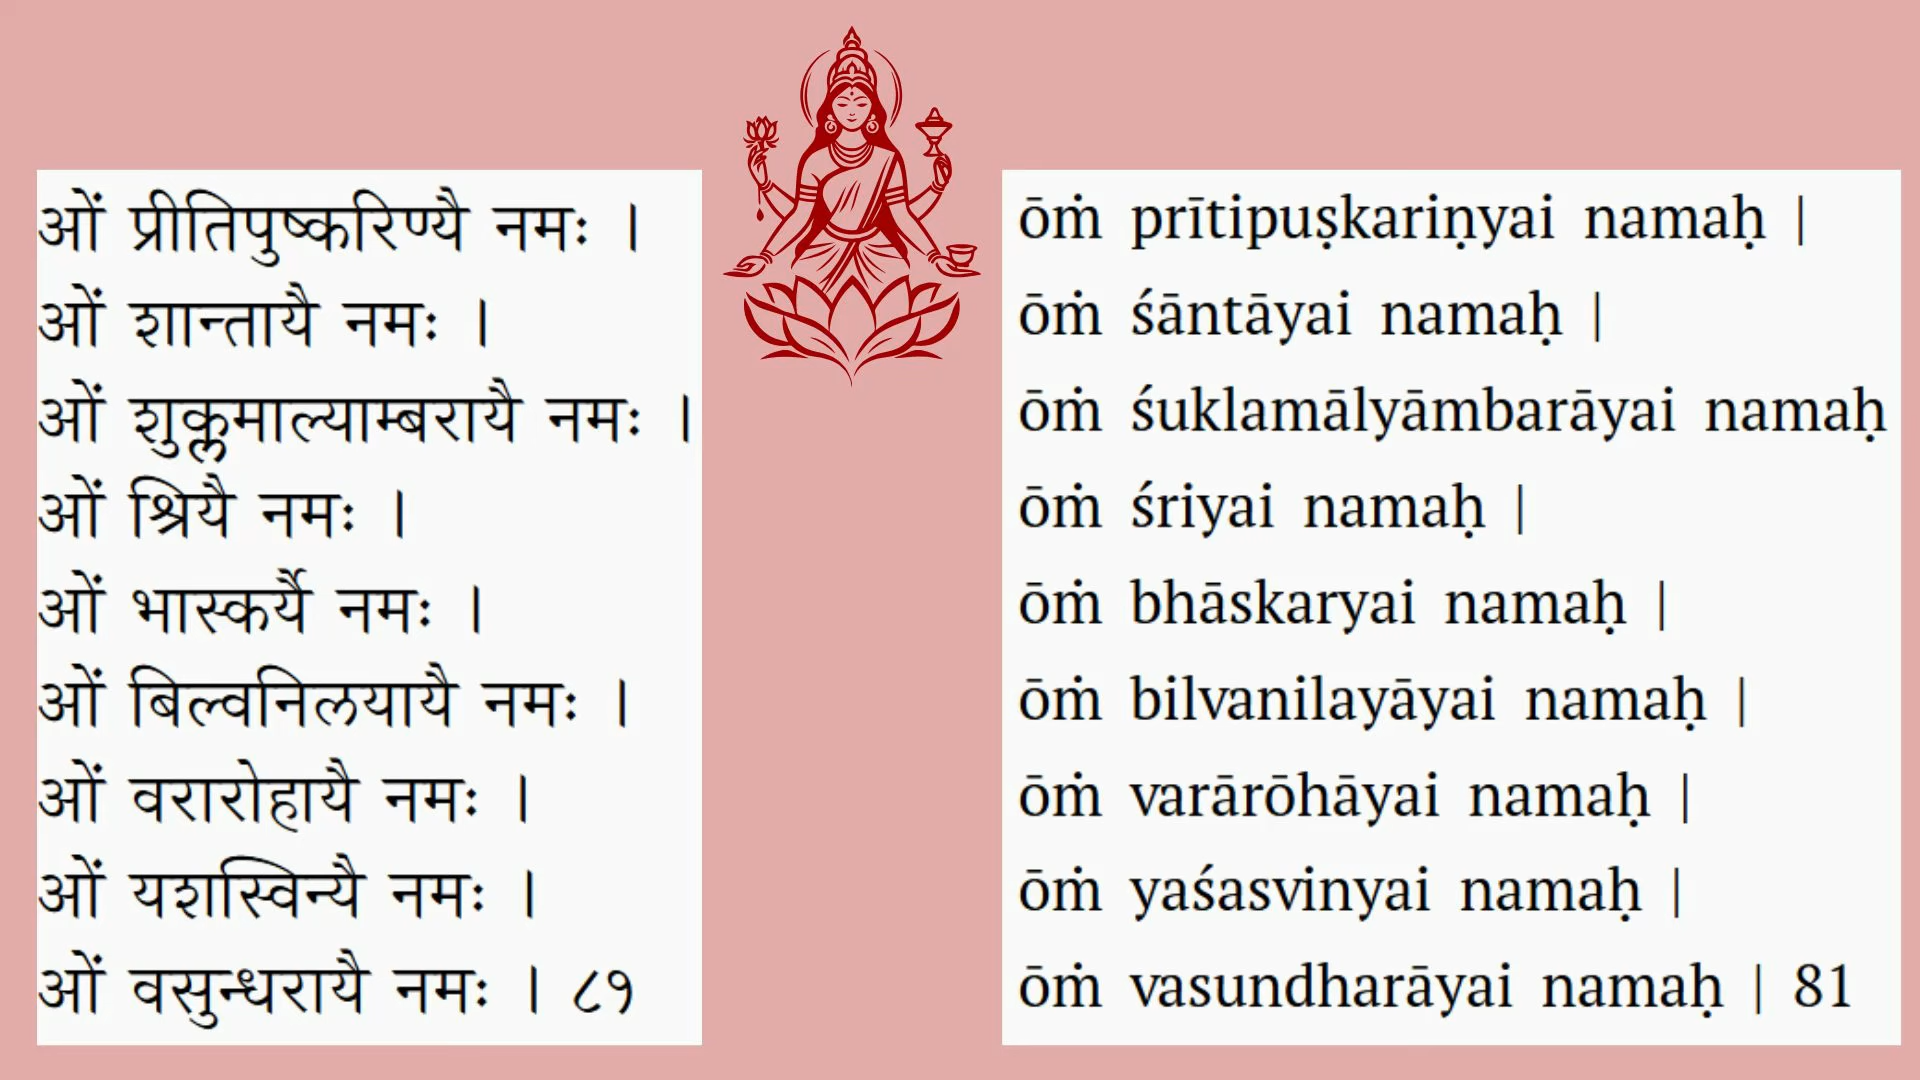 ओं प्रीतिपुष्करिण्यै नमः ।
ओं शान्तायै नमः ।
ओं शुक्लमाल्याम्बरायै नमः ।
ओं श्रियै नमः ।
ओं भास्कर्यै नमः ।
ओं बिल्वनिलयायै नमः ।
ओं वरारोहायै नमः ।
ओं यशस्विन्यै नमः ।
ओं वसुन्धरायै नमः । ८१
ōṁ prītipuṣkariṇyai namaḥ |
ōṁ śāntāyai namaḥ |
ōṁ śuklamālyāmbarāyai namaḥ
ōṁ śriyai namaḥ |
ōṁ bhāskaryai namaḥ |
ōṁ bilvanilayāyai namaḥ |
ōṁ varārōhāyai namaḥ |
ōṁ yaśasvinyai namaḥ |
ōṁ vasundharāyai namaḥ | 81